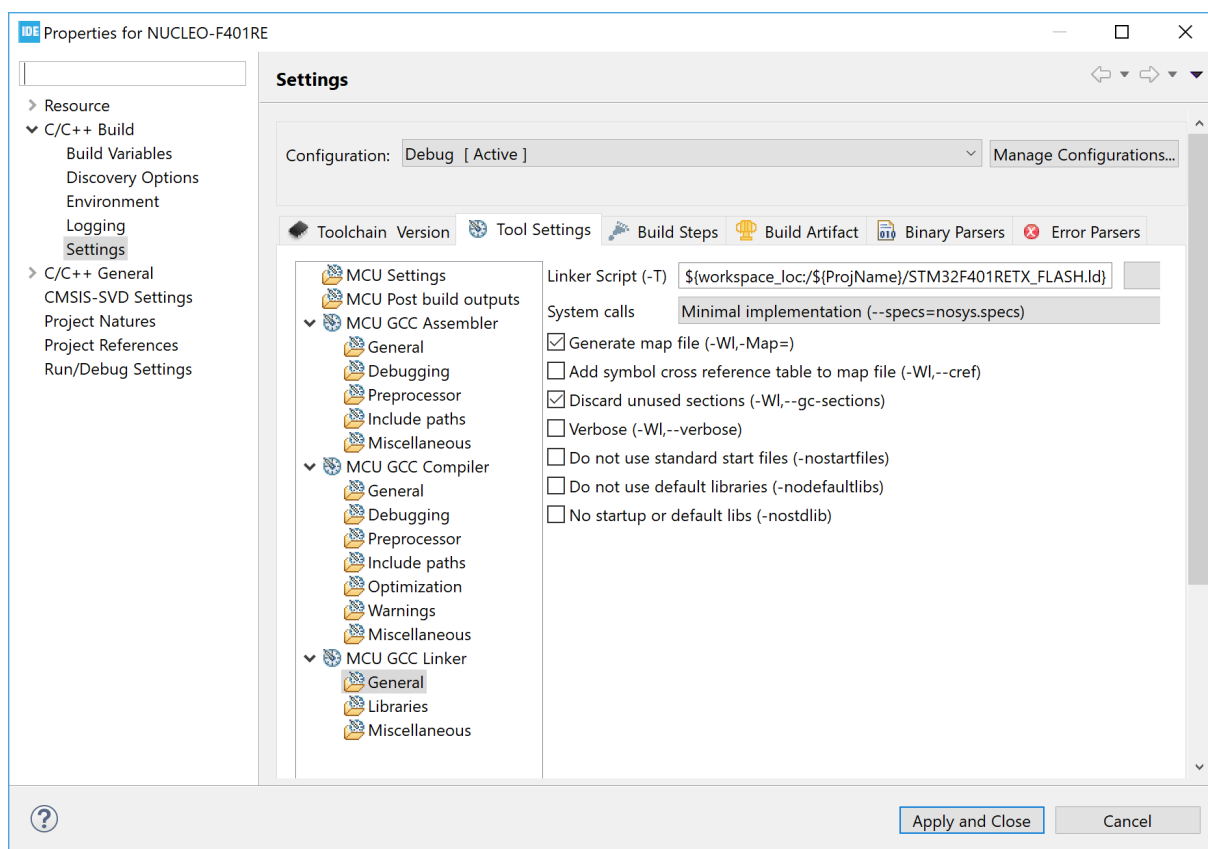 IDE Properties for NUCLEO-F401RE
Settings
Resource
C/C++ Build
Build Variables
Discovery Options
Environment
Logging
Settings
C/C++ General
CMSIS-SVD Settings
Project Natures
Project References
Run/Debug Settings
Configuration: Debug [ Active ] Manage Configurations...
Toolchain Version Tool Settings Build Steps Build Artifact 010 Binary Parsers Error Parsers
MCU Settings
MCU Post build outputs
MCU GCC Assembler
General
Debugging
Preprocessor
Include paths
Miscellaneous
MCU GCC Compiler
General
Debugging
Preprocessor
Include paths
Optimization
Warnings
Miscellaneous
MCU GCC Linker
General
Libraries
Miscellaneous
Linker Script (-T) ${workspace_loc:/${ProjName}/STM32F401RETX_FLASH.ld}
System calls Minimal implementation (--specs=nosys.specs)
Generate map file (-Wl,-Map=)
Add symbol cross reference table to map file (-Wl,--cref)
Discard unused sections (-Wl,--gc-sections)
Verbose (-Wl,--verbose)
Do not use standard start files (-nostartfiles)
Do not use default libraries (-nodefaultlibs)
No startup or default libs (-nostdlib)
? Apply and Close Cancel